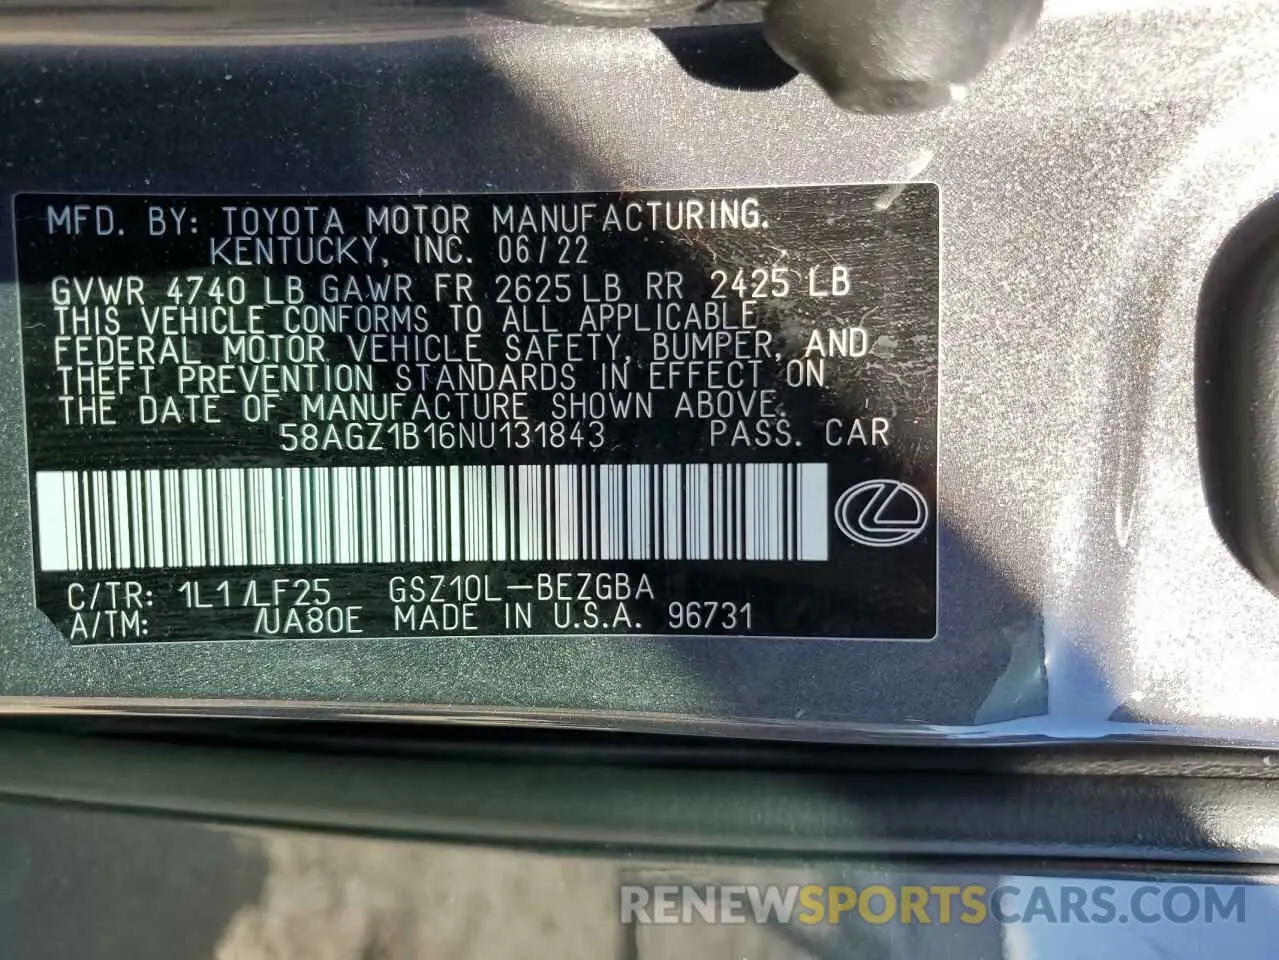 MFD. BY: TOYOTA MOTOR MANUFACTURING.
KENTUCKY, INC. 06/22
GVWR 4740 LB GAWR FR 2625 LB RR 2425 LB
THIS VEHICLE CONFORMS TO ALL APPLICABLE
FEDERAL MOTOR VEHICLE SAFETY, BUMPER, AND
THEFT PREVENTION STANDARDS IN EFFECT ON
THE DATE OF MANUFACTURE SHOWN ABOVE.
58AGZ1B16NU131843 PASS. CAR
C/TR: 1L1/LF25 GSZ10L-BEZGBA
A/TM: /UA80E MADE IN U.S.A. 96731
RENEWSPORTSCARS.COM